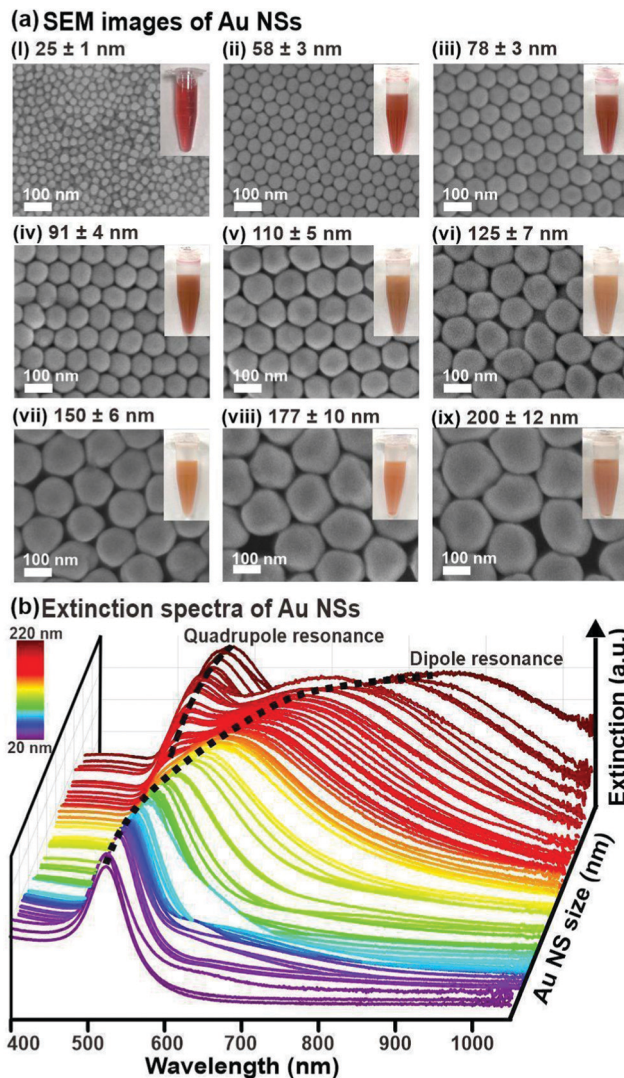 (a) SEM images of Au NSs
(l) 25 ± 1 nm
(ii) 58 ± 3 nm
(iii) 78 ± 3 nm
100 nm
100 nm
100 nm
(iv) 91 ± 4 nm
(v) 110 ± 5 nm
(vi) 125 ± 7 nm
100 nm
100 nm
100 nm
(vii) 150 ± 6 nm
(viii) 177 ± 10 nm
(ix) 200 ± 12 nm
100 nm
100 nm
100 nm
(b) Extinction spectra of Au NSs
220 nm
20 nm
Quadrupole resonance
Dipole resonance
Extinction (a.u.)
Au NS size (nm)
400 500 600 700 800 900 1000
Wavelength (nm)